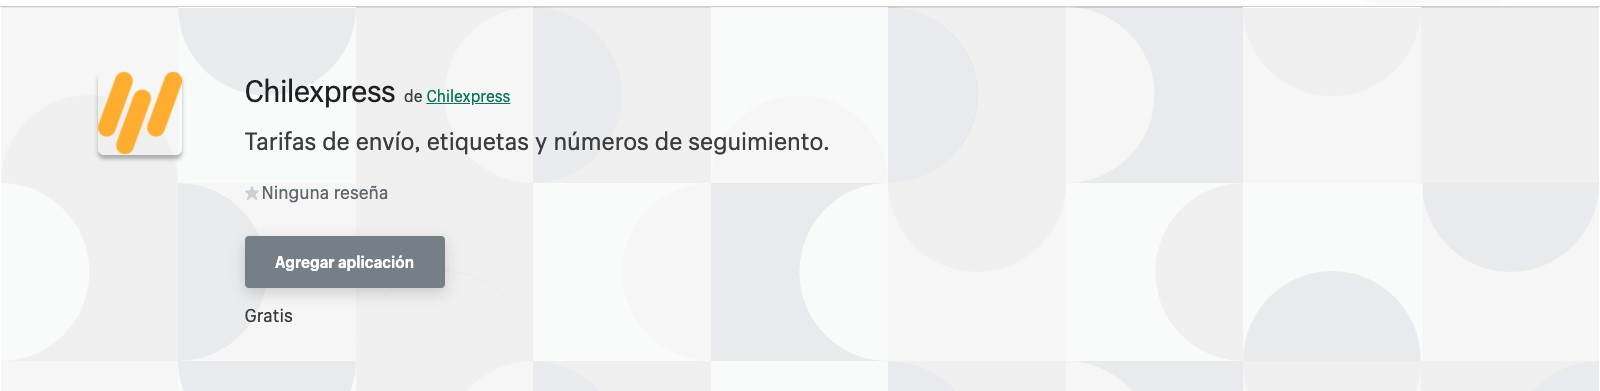 Chilexpress de Chilexpress
Tarifas de envío, etiquetas y números de seguimiento.
Ninguna reseña
Agregar aplicación
Gratis